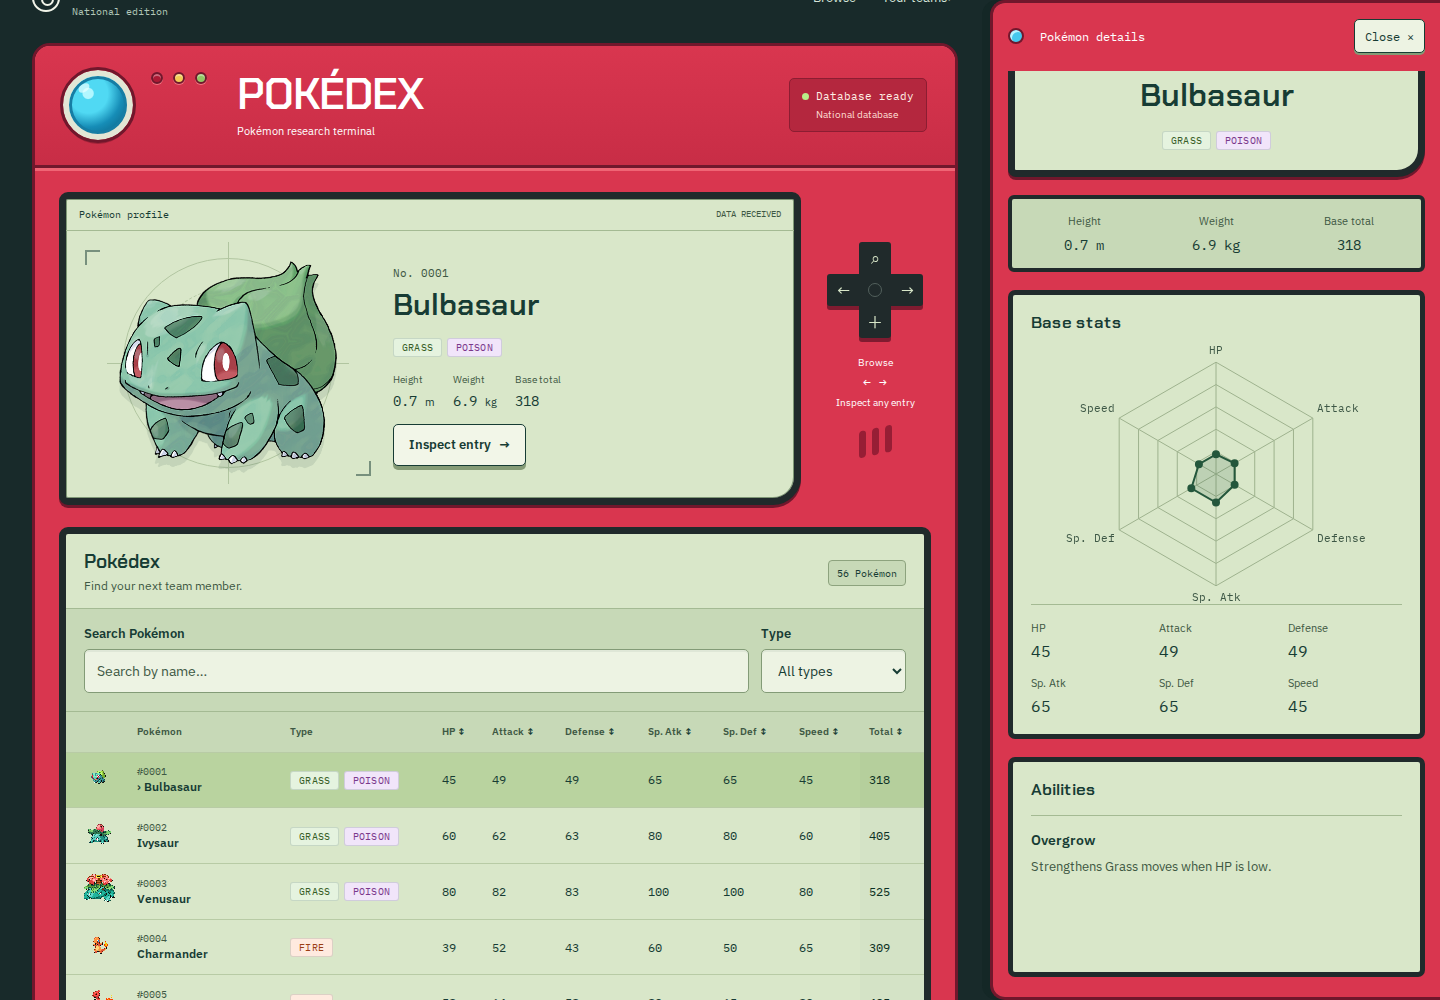 National edition
POKÉDEX
Pokémon research terminal
Database ready
National database
Pokémon profile
DATA RECEIVED
No. 0001
Bulbasaur
GRASS POISON
Height Weight Base total
0.7 m 6.9 kg 318
Inspect entry →
Browse
← →
Inspect any entry
Pokédex
Find your next team member.
56 Pokémon
Search Pokémon
Type
Search by name...
All types
Pokémon Type HP Attack Defense Sp. Atk Sp. Def Speed Total
#0001
› Bulbasaur
GRASS POISON 45 49 49 65 65 45 318
#0002
Ivysaur
GRASS POISON 60 62 63 80 80 60 405
#0003
Venusaur
GRASS POISON 80 82 83 100 100 80 525
#0004
Charmander
FIRE 39 52 43 60 50 65 309
#0005
Pokémon details
Close ×
Bulbasaur
GRASS POISON
Height Weight Base total
0.7 m 6.9 kg 318
Base stats
HP
Speed Attack
Sp. Def Defense
Sp. Atk
HP Attack Defense
45 49 49
Sp. Atk Sp. Def Speed
65 65 45
Abilities
Overgrow
Strengthens Grass moves when HP is low.